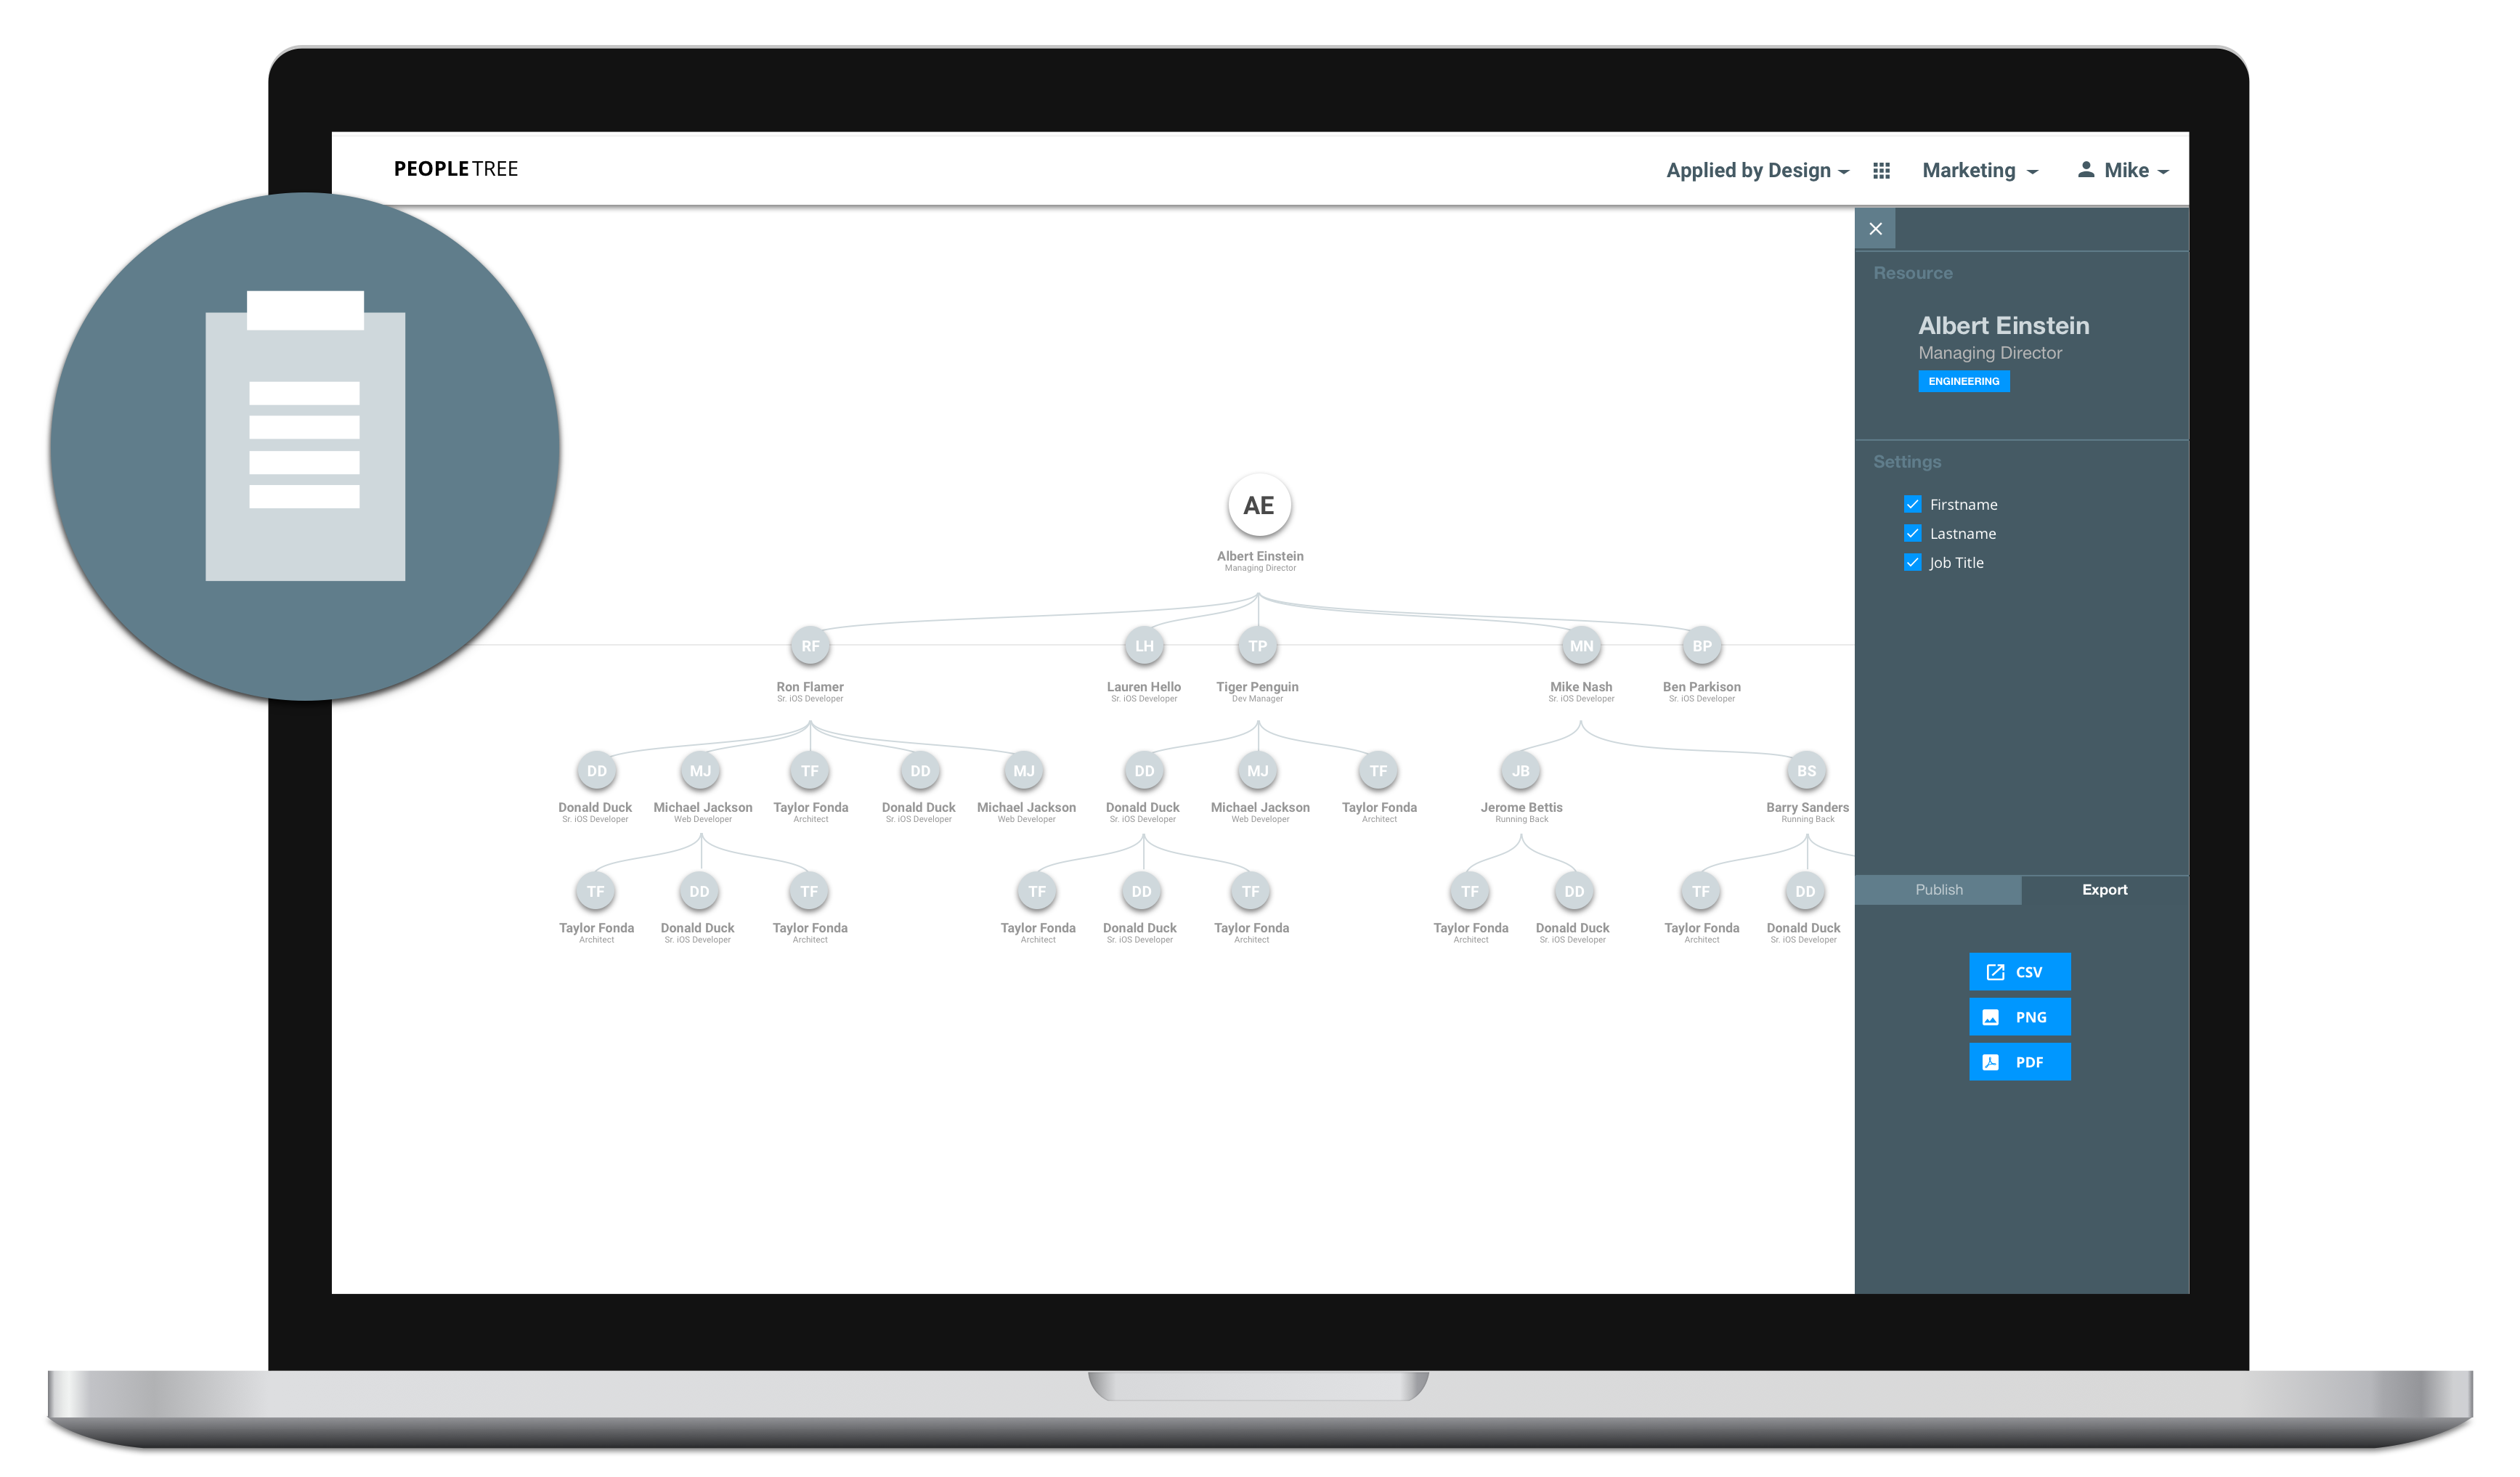 PEOPLETREE
Applied by Design
Marketing
Mike
Resource
Albert Einstein
Managing Director
ENGINEERING
Settings
Firstname
Lastname
Job Title
AE
Albert Einstein
Managing Director
RF LH TP MN BP
Ron Flamer Lauren Hello Tiger Penguin Mike Nash Ben Parkison
Sr. iOS Developer Sr. iOS Developer Dev Manager Sr. iOS Developer Sr. iOS Developer
DD MJ TF DD MJ DD MJ TF JB BS
Donald Duck Michael Jackson Taylor Fonda Donald Duck Michael Jackson Donald Duck Michael Jackson Taylor Fonda Jerome Bettis Barry Sanders
Sr. iOS Developer Web Developer Architect Sr. iOS Developer Web Developer Sr. iOS Developer Web Developer Architect Running Back Running Back
TF DD TF TF DD TF TF DD TF DD
Taylor Fonda Donald Duck Taylor Fonda Taylor Fonda Donald Duck Taylor Fonda Taylor Fonda Donald Duck Taylor Fonda Donald Duck
Architect Sr. iOS Developer Architect Architect Sr. iOS Developer Architect Architect Sr. iOS Developer Architect Sr. iOS Developer
Publish Export
CSV
PNG
PDF